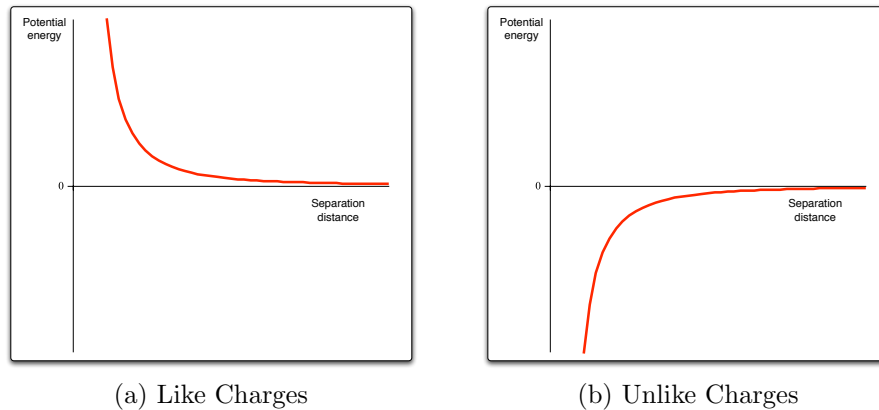 Potential
energy
0
Separation
distance
(a) Like Charges
Potential
energy
0
Separation
distance
(b) Unlike Charges